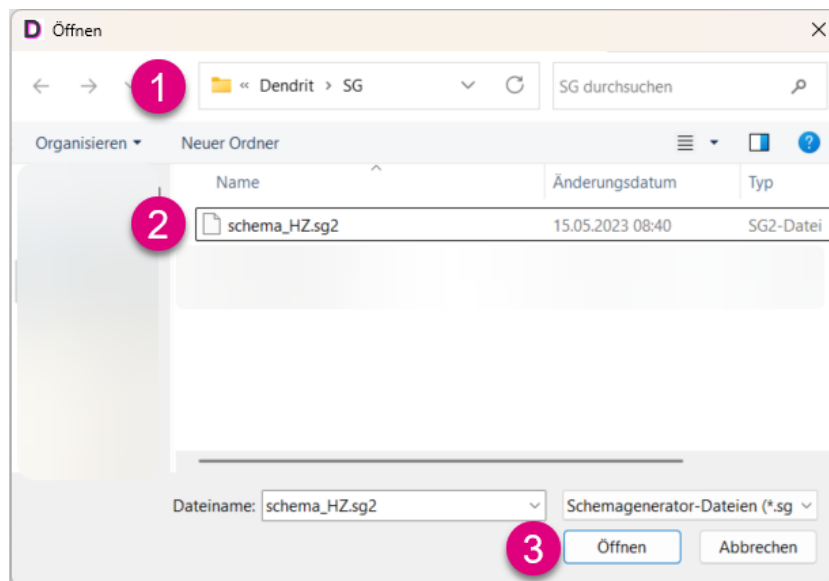 D Öffnen
1 « Dendrit > SG SG durchsuchen
Organisieren Neuer Ordner ?
Name Änderungsdatum Typ
2 schema_HZ.sg2 15.05.2023 08:40 SG2-Datei
Dateiname: schema_HZ.sg2 Schemagenerator-Dateien (*.sg
3 Öffnen Abbrechen